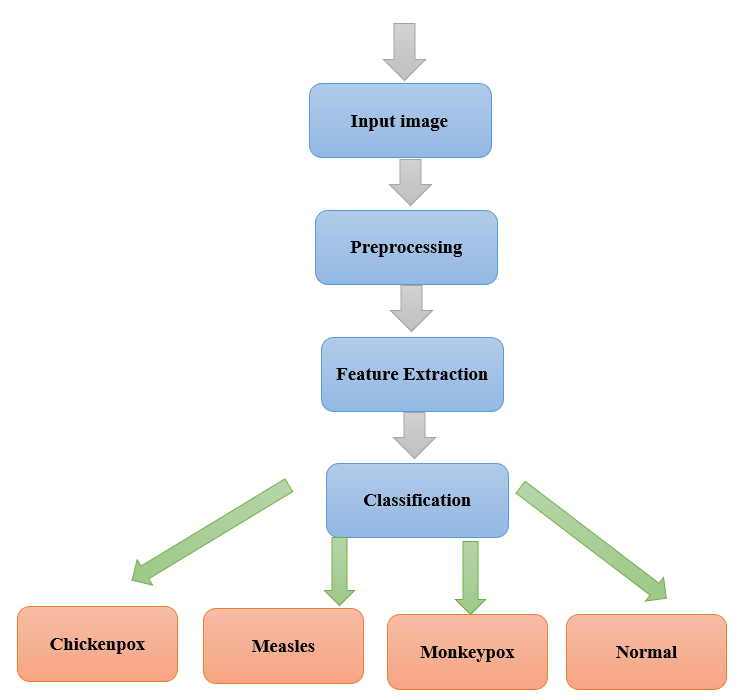 Input image
Preprocessing
Feature Extraction
Classification
Chickenpox
Measles
Monkeypox
Normal